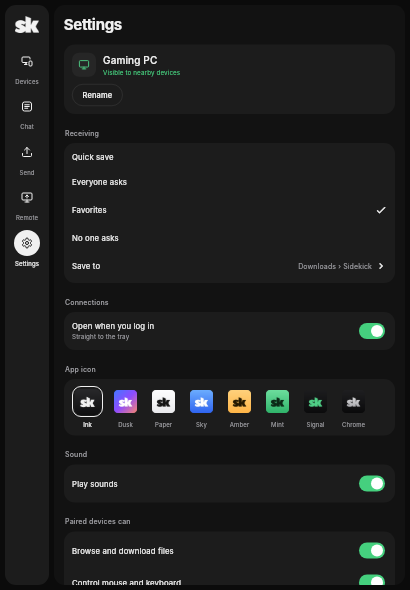 sk
Settings
Devices
Chat
Send
Remote
Settings
Gaming PC
Visible to nearby devices
Rename
Receiving
Quick save
Everyone asks
Favorites
No one asks
Save to
Downloads › Sidekick
Connections
Open when you log in
Straight to the tray
App icon
sk sk sk sk sk sk sk sk
Ink Dusk Paper Sky Amber Mint Signal Chrome
Sound
Play sounds
Paired devices can
Browse and download files
Control mouse and keyboard